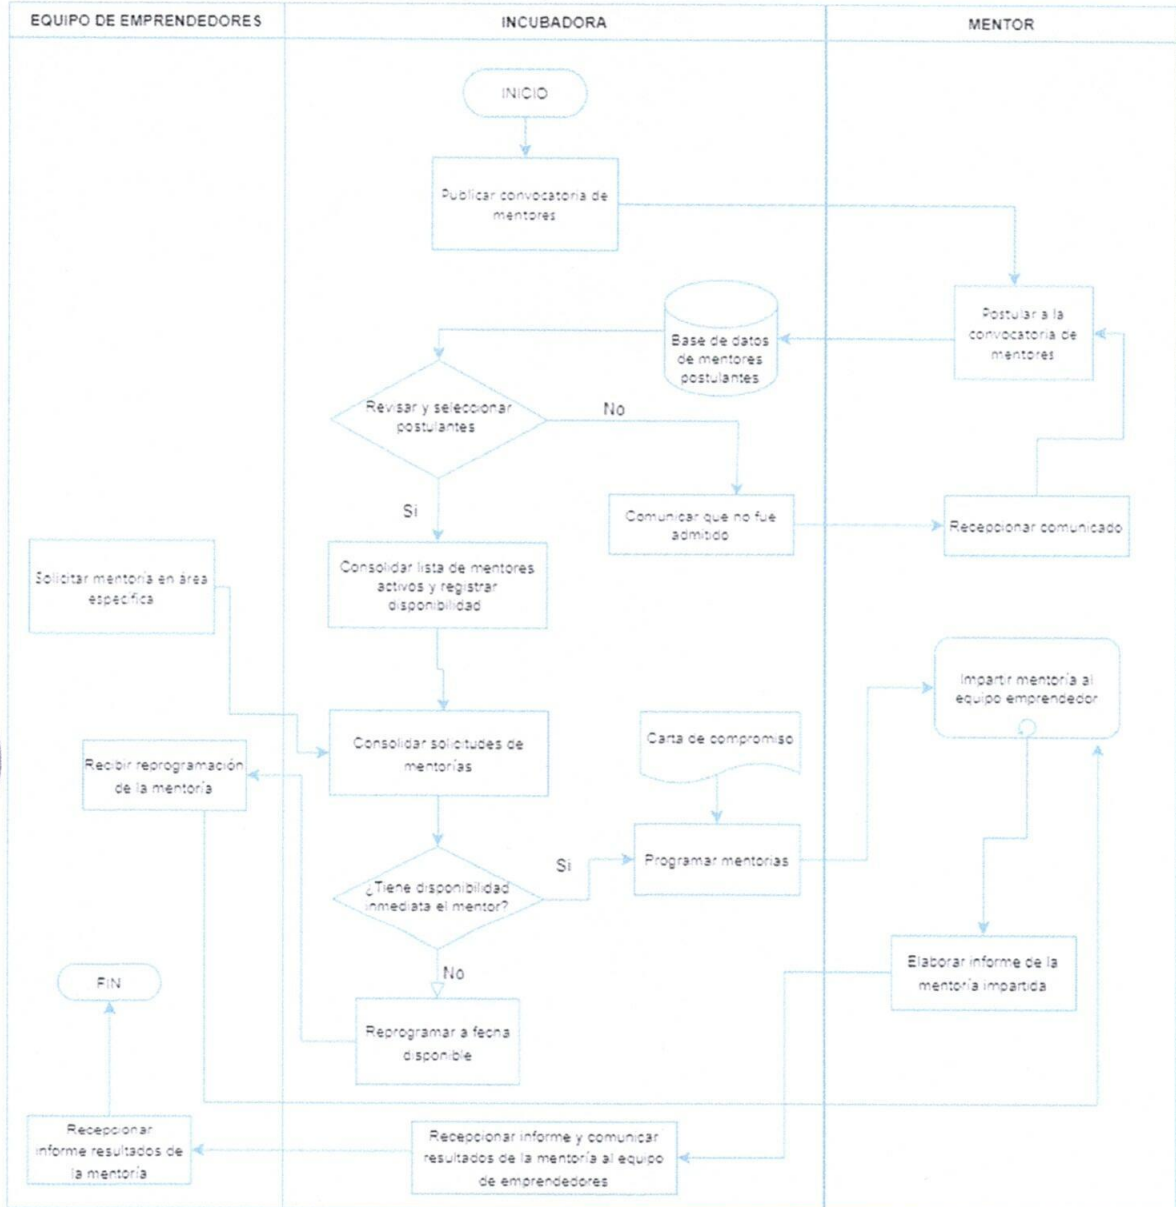 EQUIPO DE EMPRENDEDORES
INCUBADORA
MENTOR
INICIO
Publicar convocatoria de
mentores
Postular a la
convocatoria de
mentores
Base de datos
de mentores
postulantes
Revisar y seleccionar
postulantes
No
Si
Comunicar que no fue
admitido
Recepcionar comunicado
Solicitar mentoría en área
específica
Consolidar lista de mentores
activos y registrar
disponibilidad
Impartir mentoría al
equipo emprendedor
Consolidar solicitudes de
mentorías
Carta de compromiso
Recibir reprogramación
de la mentoría
¿Tiene disponibilidad
inmediata el mentor?
Si
Programar mentorias
No
Elaborar informe de la
mentoría impartida
FIN
Reprogramar a fecha
disponible
Recepcionar
informe resultados de
la mentoría
Recepcionar informe y comunicar
resultados de la mentoría al equipo
de emprendedores